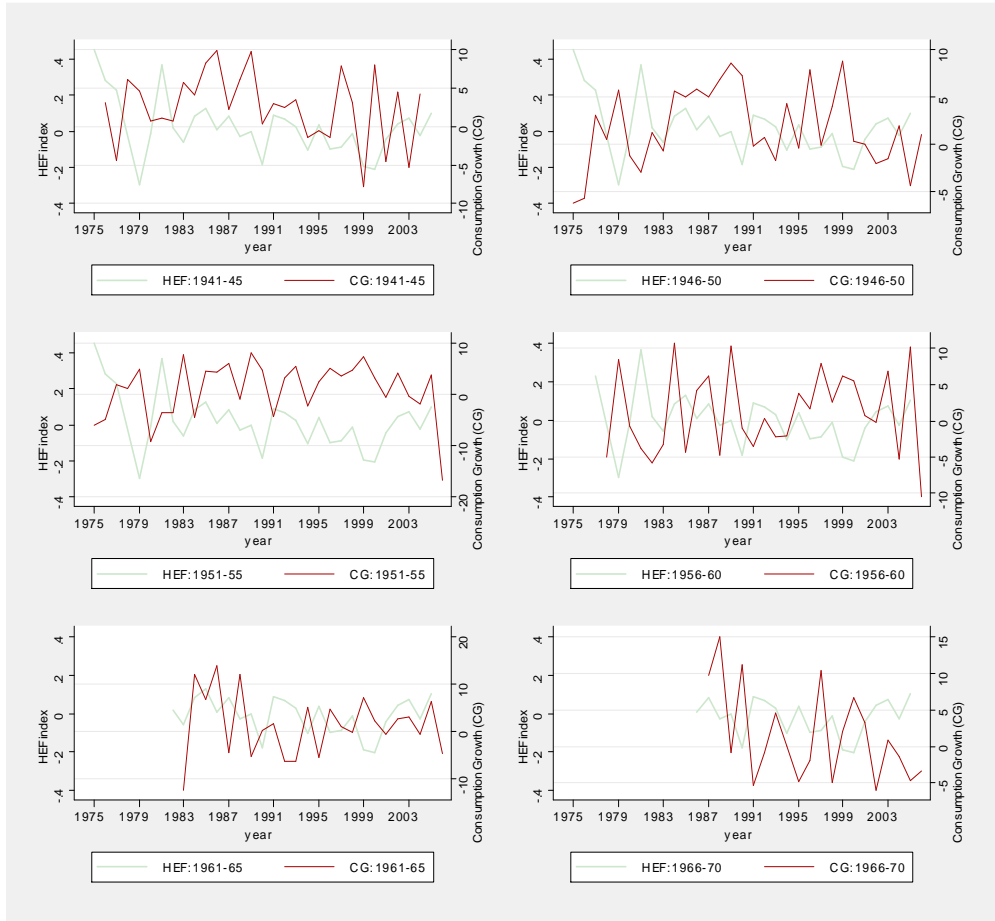 HEF index
-4 -2 0 2 4
Consumption Growth (CG)
-10 -5 0 5 10
1975 1979 1983 1987 1991 1995 1999 2003
year
HEF:1941-45 CG:1941-45
HEF index
-4 -2 0 2 4
Consumption Growth (CG)
-5 0 5 10
1975 1979 1983 1987 1991 1995 1999 2003
year
HEF:1946-50 CG:1946-50
HEF index
-4 -2 0 2 4
Consumption Growth (CG)
-20 -10 0 10
1975 1979 1983 1987 1991 1995 1999 2003
year
HEF:1951-55 CG:1951-55
HEF index
-4 -2 0 2 4
Consumption Growth (CG)
-10 -5 0 5 10
1975 1979 1983 1987 1991 1995 1999 2003
year
HEF:1956-60 CG:1956-60
HEF index
-4 -2 0 2 4
Consumption Growth (CG)
-10 0 10 20
1975 1979 1983 1987 1991 1995 1999 2003
year
HEF:1961-65 CG:1961-65
HEF index
-4 -2 0 2 4
Consumption Growth (CG)
-5 0 5 10 15
1975 1979 1983 1987 1991 1995 1999 2003
year
HEF:1966-70 CG:1966-70